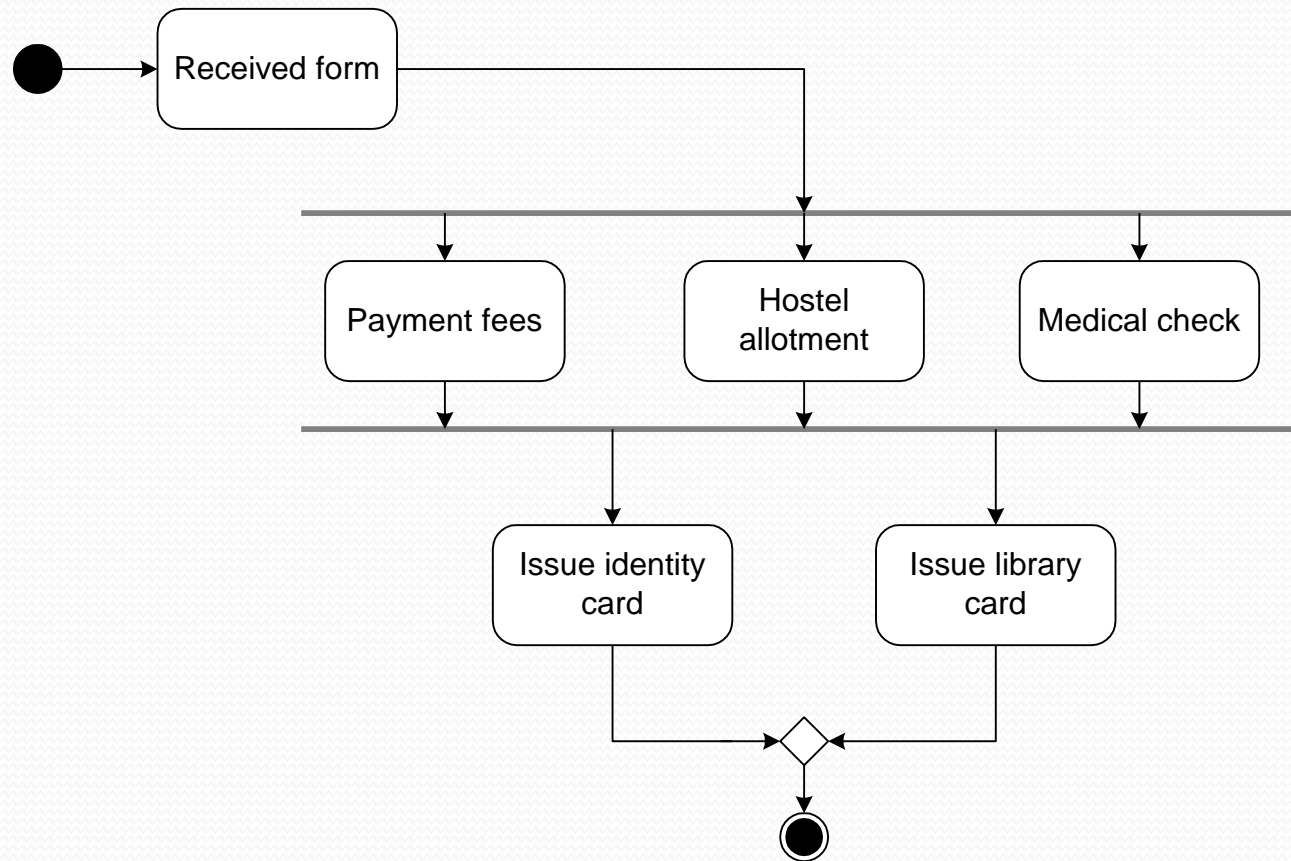 Received form
Payment fees
Hostel
allotment
Medical check
Issue identity
card
Issue library
card